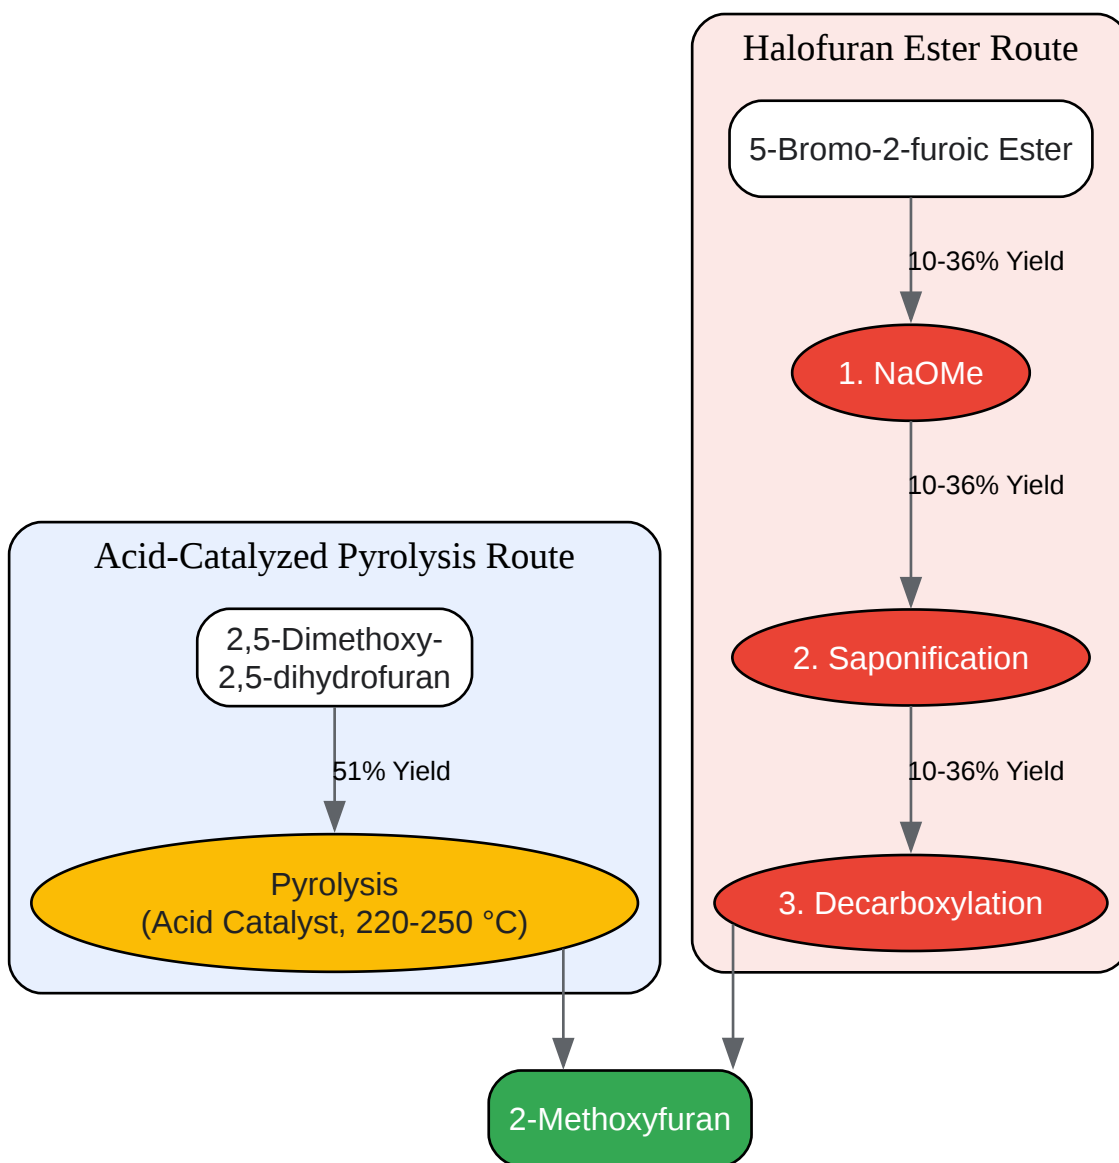 Halofuran Ester Route
5-Bromo-2-furoic Ester
10-36% Yield
1. NaOMe
10-36% Yield
2. Saponification
10-36% Yield
3. Decarboxylation
Acid-Catalyzed Pyrolysis Route
2,5-Dimethoxy-
2,5-dihydrofuran
51% Yield
Pyrolysis
(Acid Catalyst, 220-250 °C)
2-Methoxyfuran